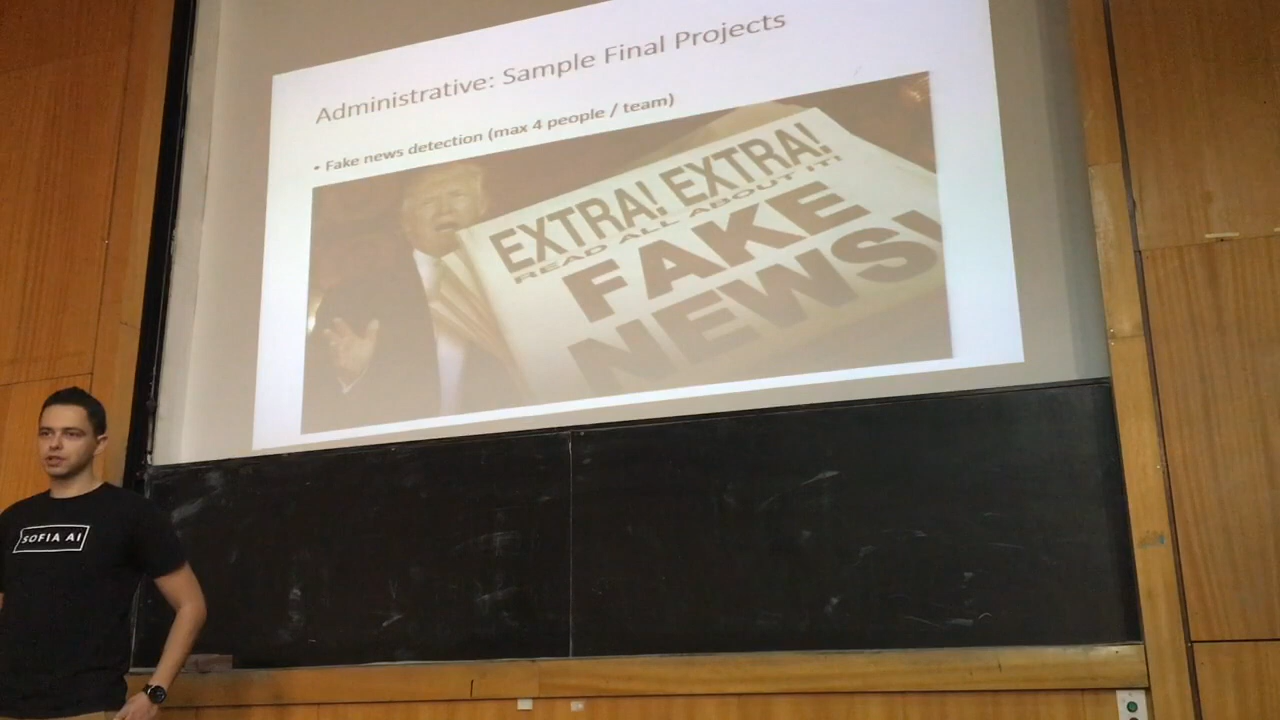 Administrative: Sample Final Projects
• Fake news detection (max 4 people / team)
EXTRA! EXTRA!
READ ALL ABOUT IT!
FAKE
NEWS!
SOFIA AI